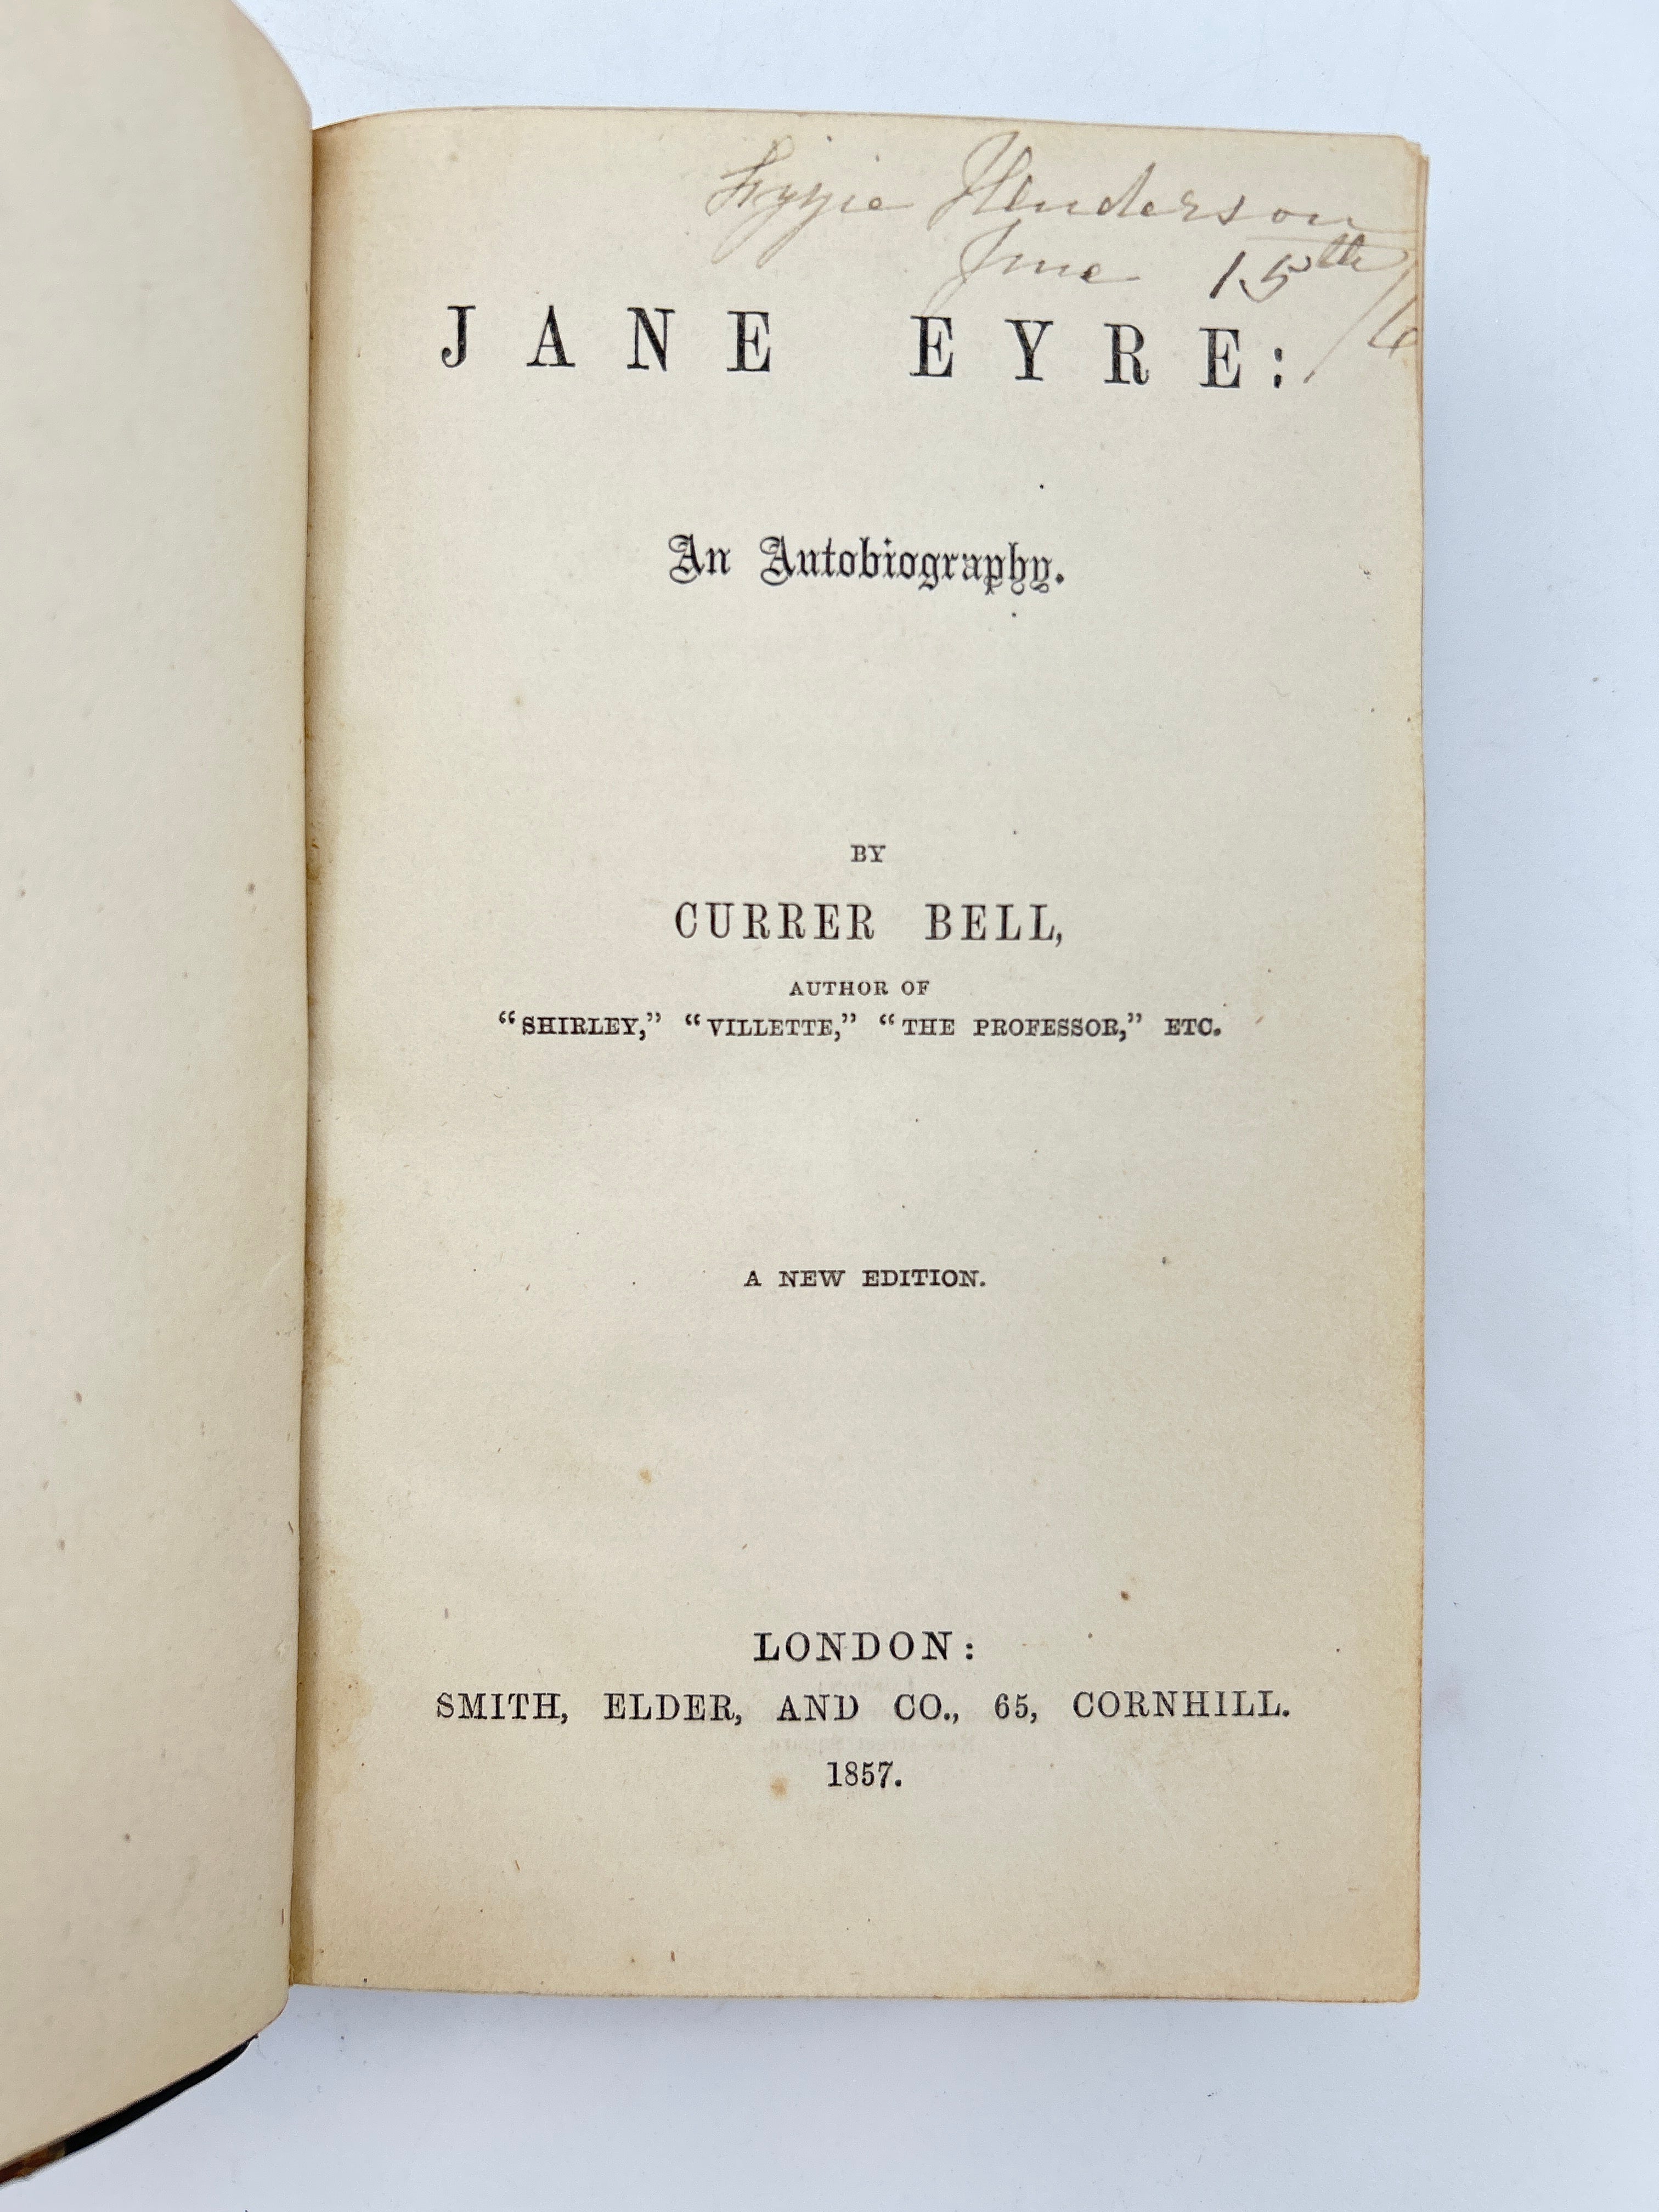 Lizzie Henderson
June 15th
/6
JANE EYRE:
An Autobiography.
BY
CURRER BELL,
AUTHOR OF
“SHIRLEY,” “VILLETTE,” “THE PROFESSOR,” ETC.
A NEW EDITION.
LONDON:
SMITH, ELDER, AND CO., 65, CORNHILL.
1857.